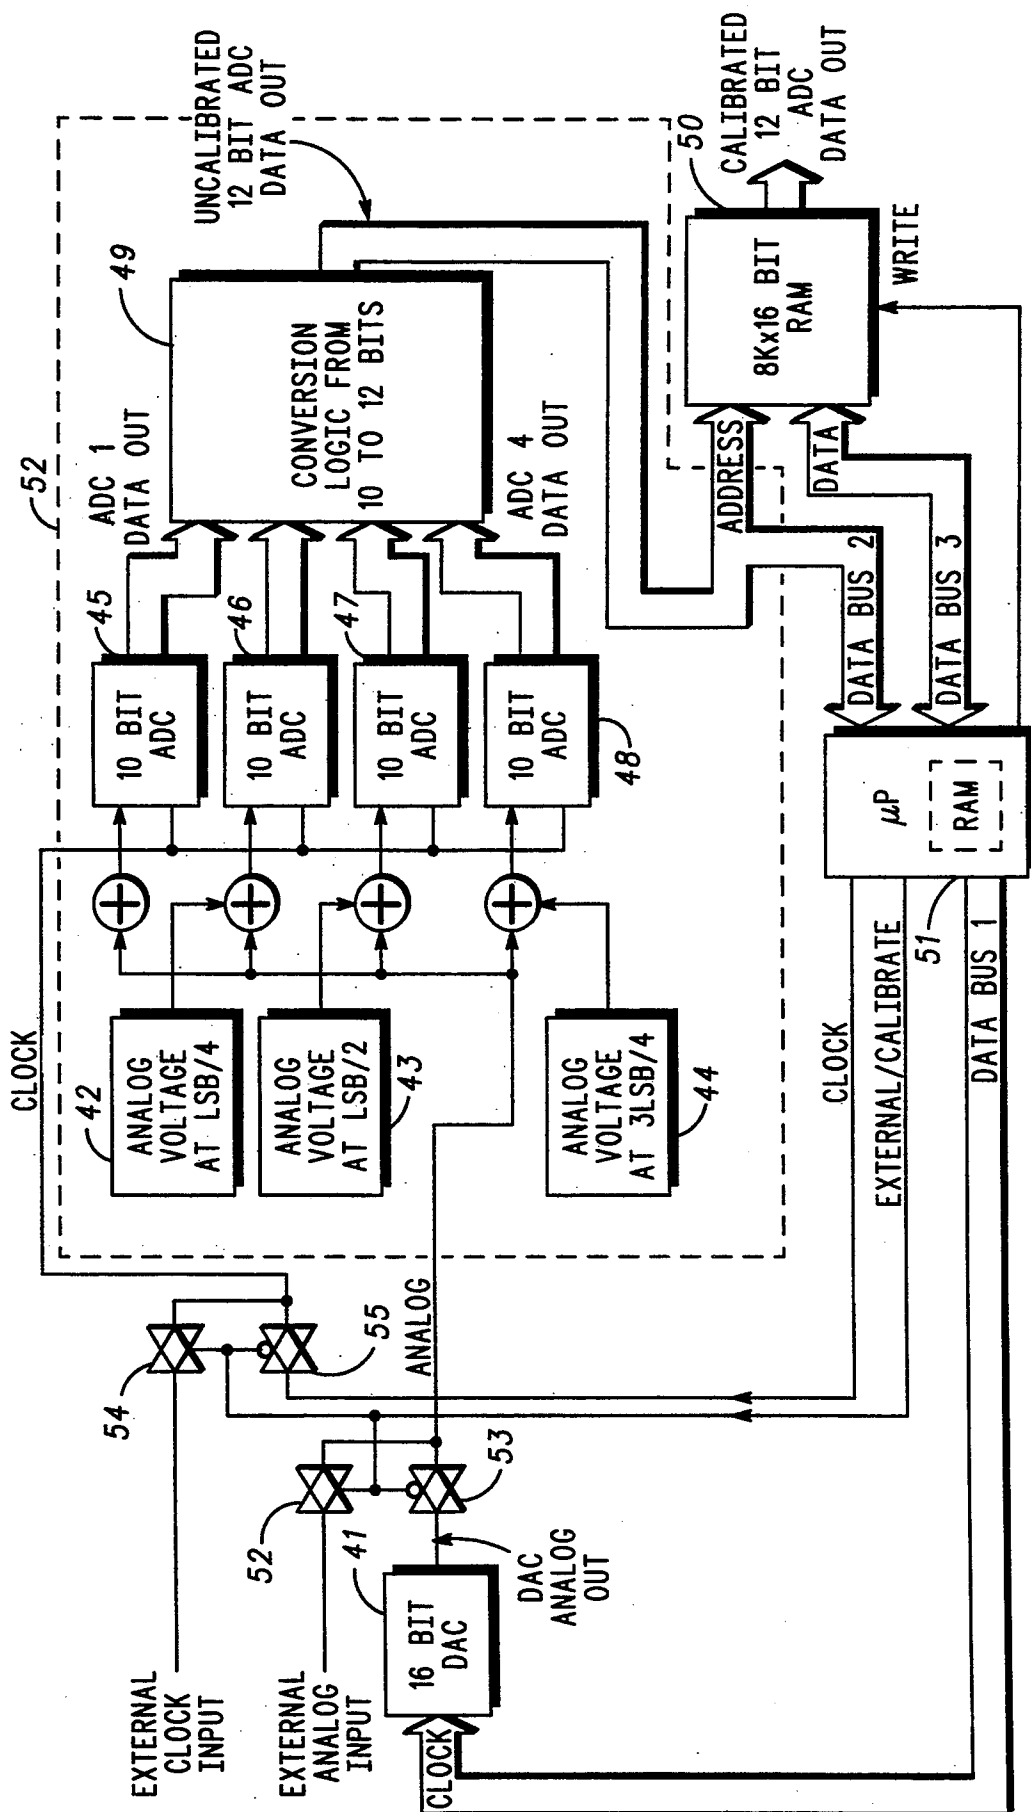 EXTERNAL
CLOCK
INPUT
54
55
CLOCK
EXTERNAL
ANALOG
INPUT
52
53
ANALOG
41
16 BIT
DAC
DAC
ANALOG
OUT
CLOCK
52
42
ANALOG
VOLTAGE
AT LSB/4
ANALOG
VOLTAGE
AT LSB/2
43
ANALOG
VOLTAGE
AT 3LSB/4
44
45
10 BIT
ADC
46
10 BIT
ADC
47
10 BIT
ADC
10 BIT
ADC
48
ADC 1
DATA OUT
49
CONVERSION
LOGIC FROM
10 TO 12 BITS
ADC 4
DATA OUT
UNCALIBRATED
12 BIT ADC
DATA OUT
ADDRESS
DATA
50
8Kx16 BIT
RAM
CALIBRATED
12 BIT
ADC
DATA OUT
WRITE
DATA BUS 2
DATA BUS 3
µP
RAM
51
CLOCK
EXTERNAL/CALIBRATE
DATA BUS 1